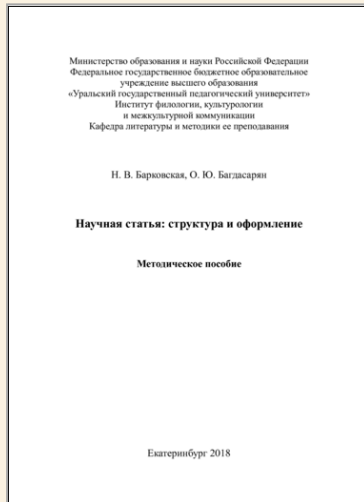 Министерство образования и науки Российской Федерации
Федеральное государственное бюджетное образовательное
учреждение высшего образования
«Уральский государственный педагогический университет»
Институт филологии, культурологии
и межкультурной коммуникации
Кафедра литературы и методики ее преподавания
Н. В. Барковская, О. Ю. Багдасарян
Научная статья: структура и оформление
Методическое пособие
Екатеринбург 2018